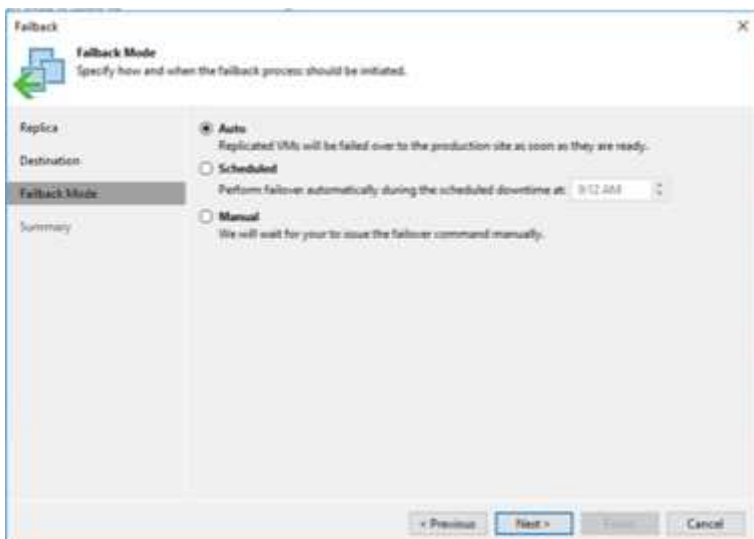 Failback
Failback Mode
Specify how and when the failback process should be initiated.
Replica
Destination
Failback Mode
Summary
Auto
Replicated VMs will be failed over to the production site as soon as they are ready.
Scheduled
Perform failover automatically during the scheduled downtime at: 9:12 AM
Manual
We will wait for your to issue the failover command manually.
< Previous
Next >
Cancel